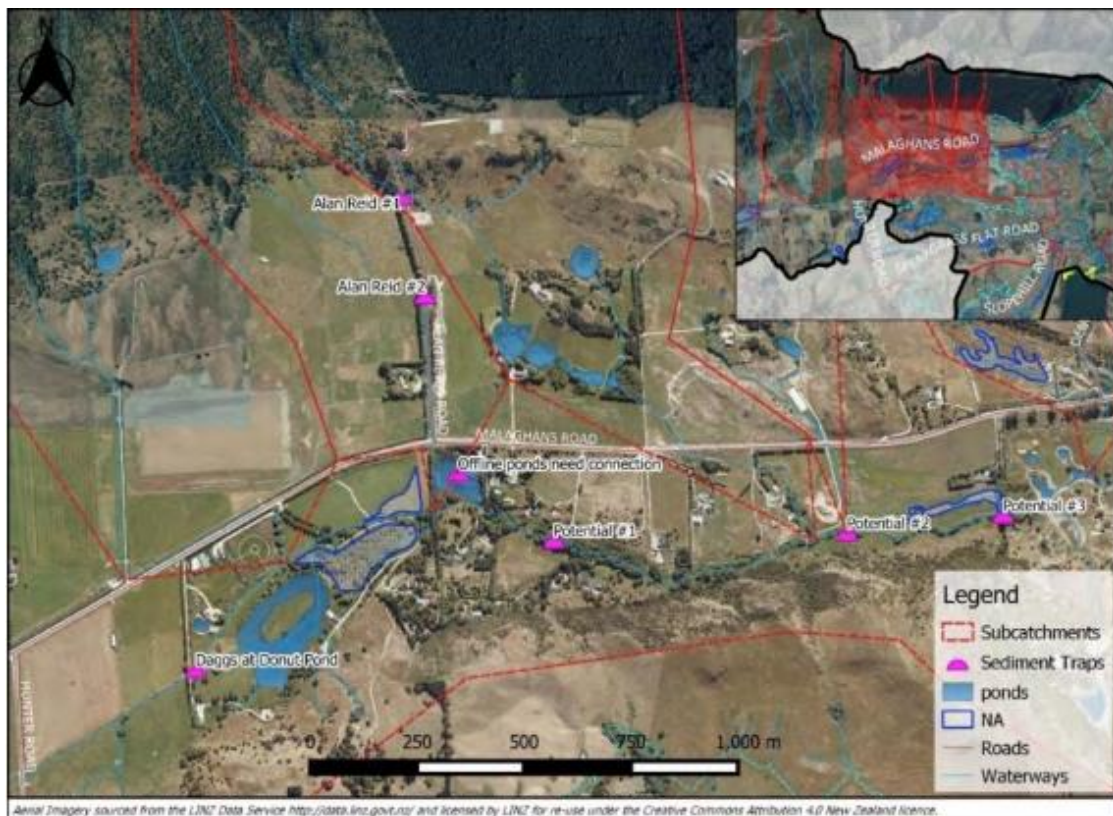 N
MALAGHANS ROAD
FLAT ROAD
Alan Reid #1
Alan Reid #2
MALAGHANS ROAD
Offline ponds need connection
Potential #1
Potential #2
Potential #3
Daggs at Donut Pond
HUNTER ROAD
0 250 500 750 1,000 m
Legend
Subcatchments
Sediment Traps
ponds
NA
Roads
Waterways
Aerial Imagery sourced from the LINZ Data Service http://data.linz.govt.nz/ and licensed by LINZ for re-use under the Creative Commons Attribution 4.0 New Zealand licence.